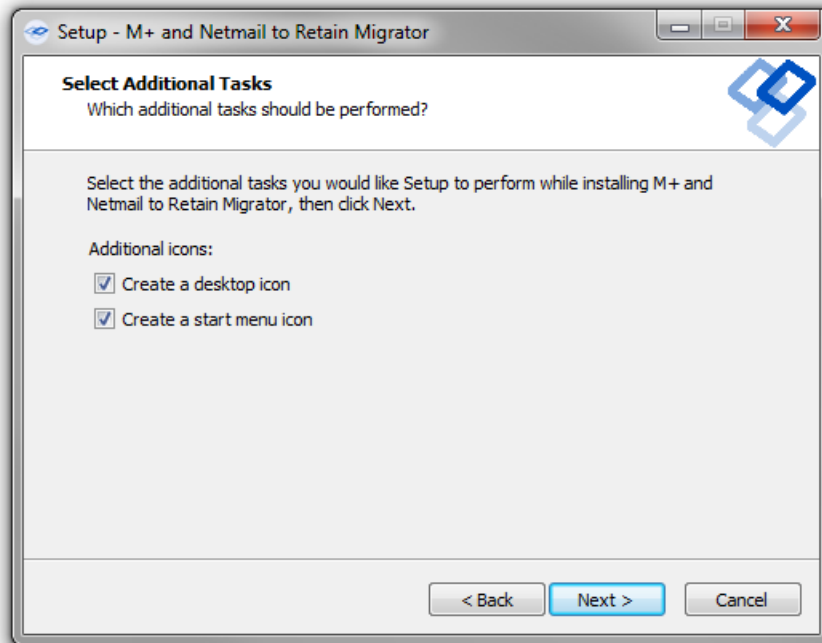 Setup - M+ and Netmail to Retain Migrator
Select Additional Tasks
Which additional tasks should be performed?
Select the additional tasks you would like Setup to perform while installing M+ and
Netmail to Retain Migrator, then click Next.
Additional icons:
Create a desktop icon
Create a start menu icon
< Back
Next >
Cancel